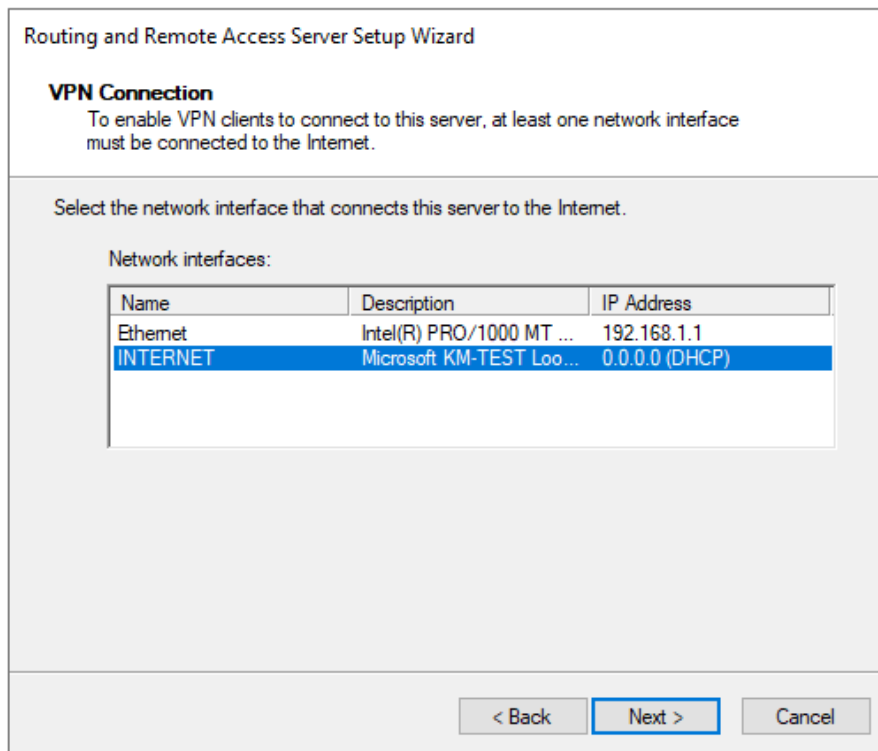 Routing and Remote Access Server Setup Wizard
VPN Connection
To enable VPN clients to connect to this server, at least one network interface
must be connected to the Internet.
Select the network interface that connects this server to the Internet.
Network interfaces:
Name Description IP Address
Ethernet Intel(R) PRO/1000 MT ... 192.168.1.1
INTERNET Microsoft KM-TEST Loo... 0.0.0.0 (DHCP)
< Back Next > Cancel